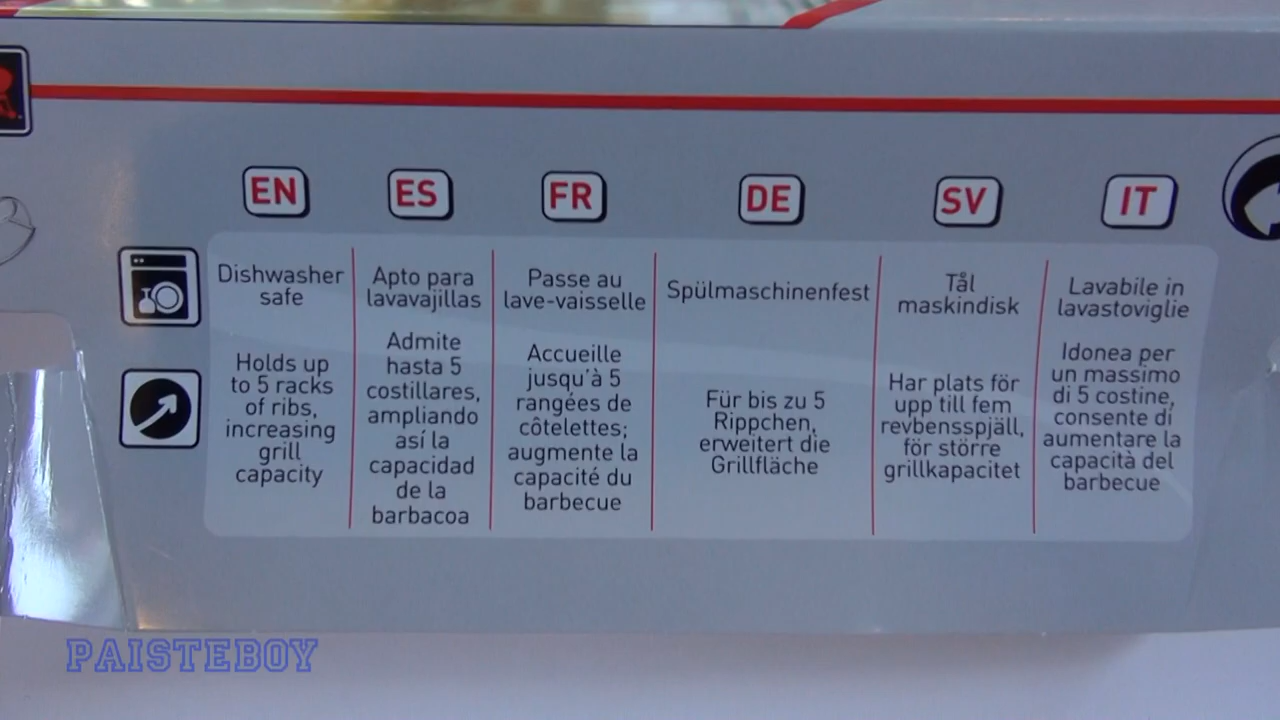 EN
ES
FR
DE
SV
IT
Dishwasher
safe
Holds up
to 5 racks
of ribs,
increasing
grill
capacity
Apto para
lavavajillas
Admite
hasta 5
costillares,
ampliando
así la
capacidad
de la
barbacoa
Passe au
lave-vaisselle
Accueille
jusqu'à 5
rangées de
côtelettes;
augmente la
capacité du
barbecue
Spülmaschinenfest
Für bis zu 5
Rippchen,
erweitert die
Grillfläche
Tål
maskindisk
Har plats för
upp till fem
revbensspjäll,
för större
grillkapacitet
Lavabile in
lavastoviglie
Idonea per
un massimo
di 5 costine,
consente di
aumentare la
capacità del
barbecue
PAISTEBOY